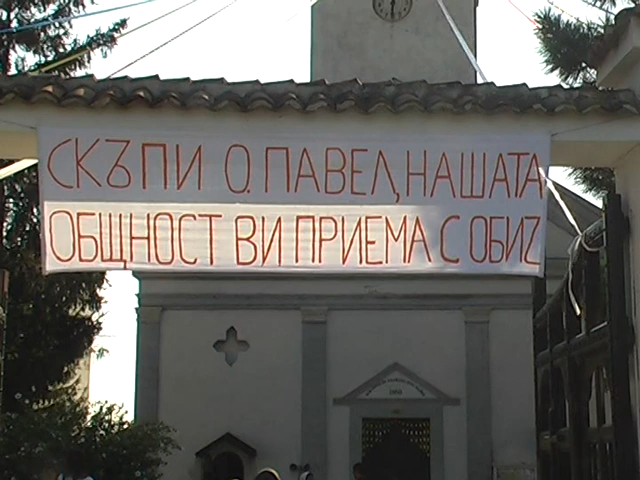 СКЪПИ О.ПАВЕЛ, НАШАТА
ОБЩНОСТ ВИ ПРИЕМА С ОБИЧ